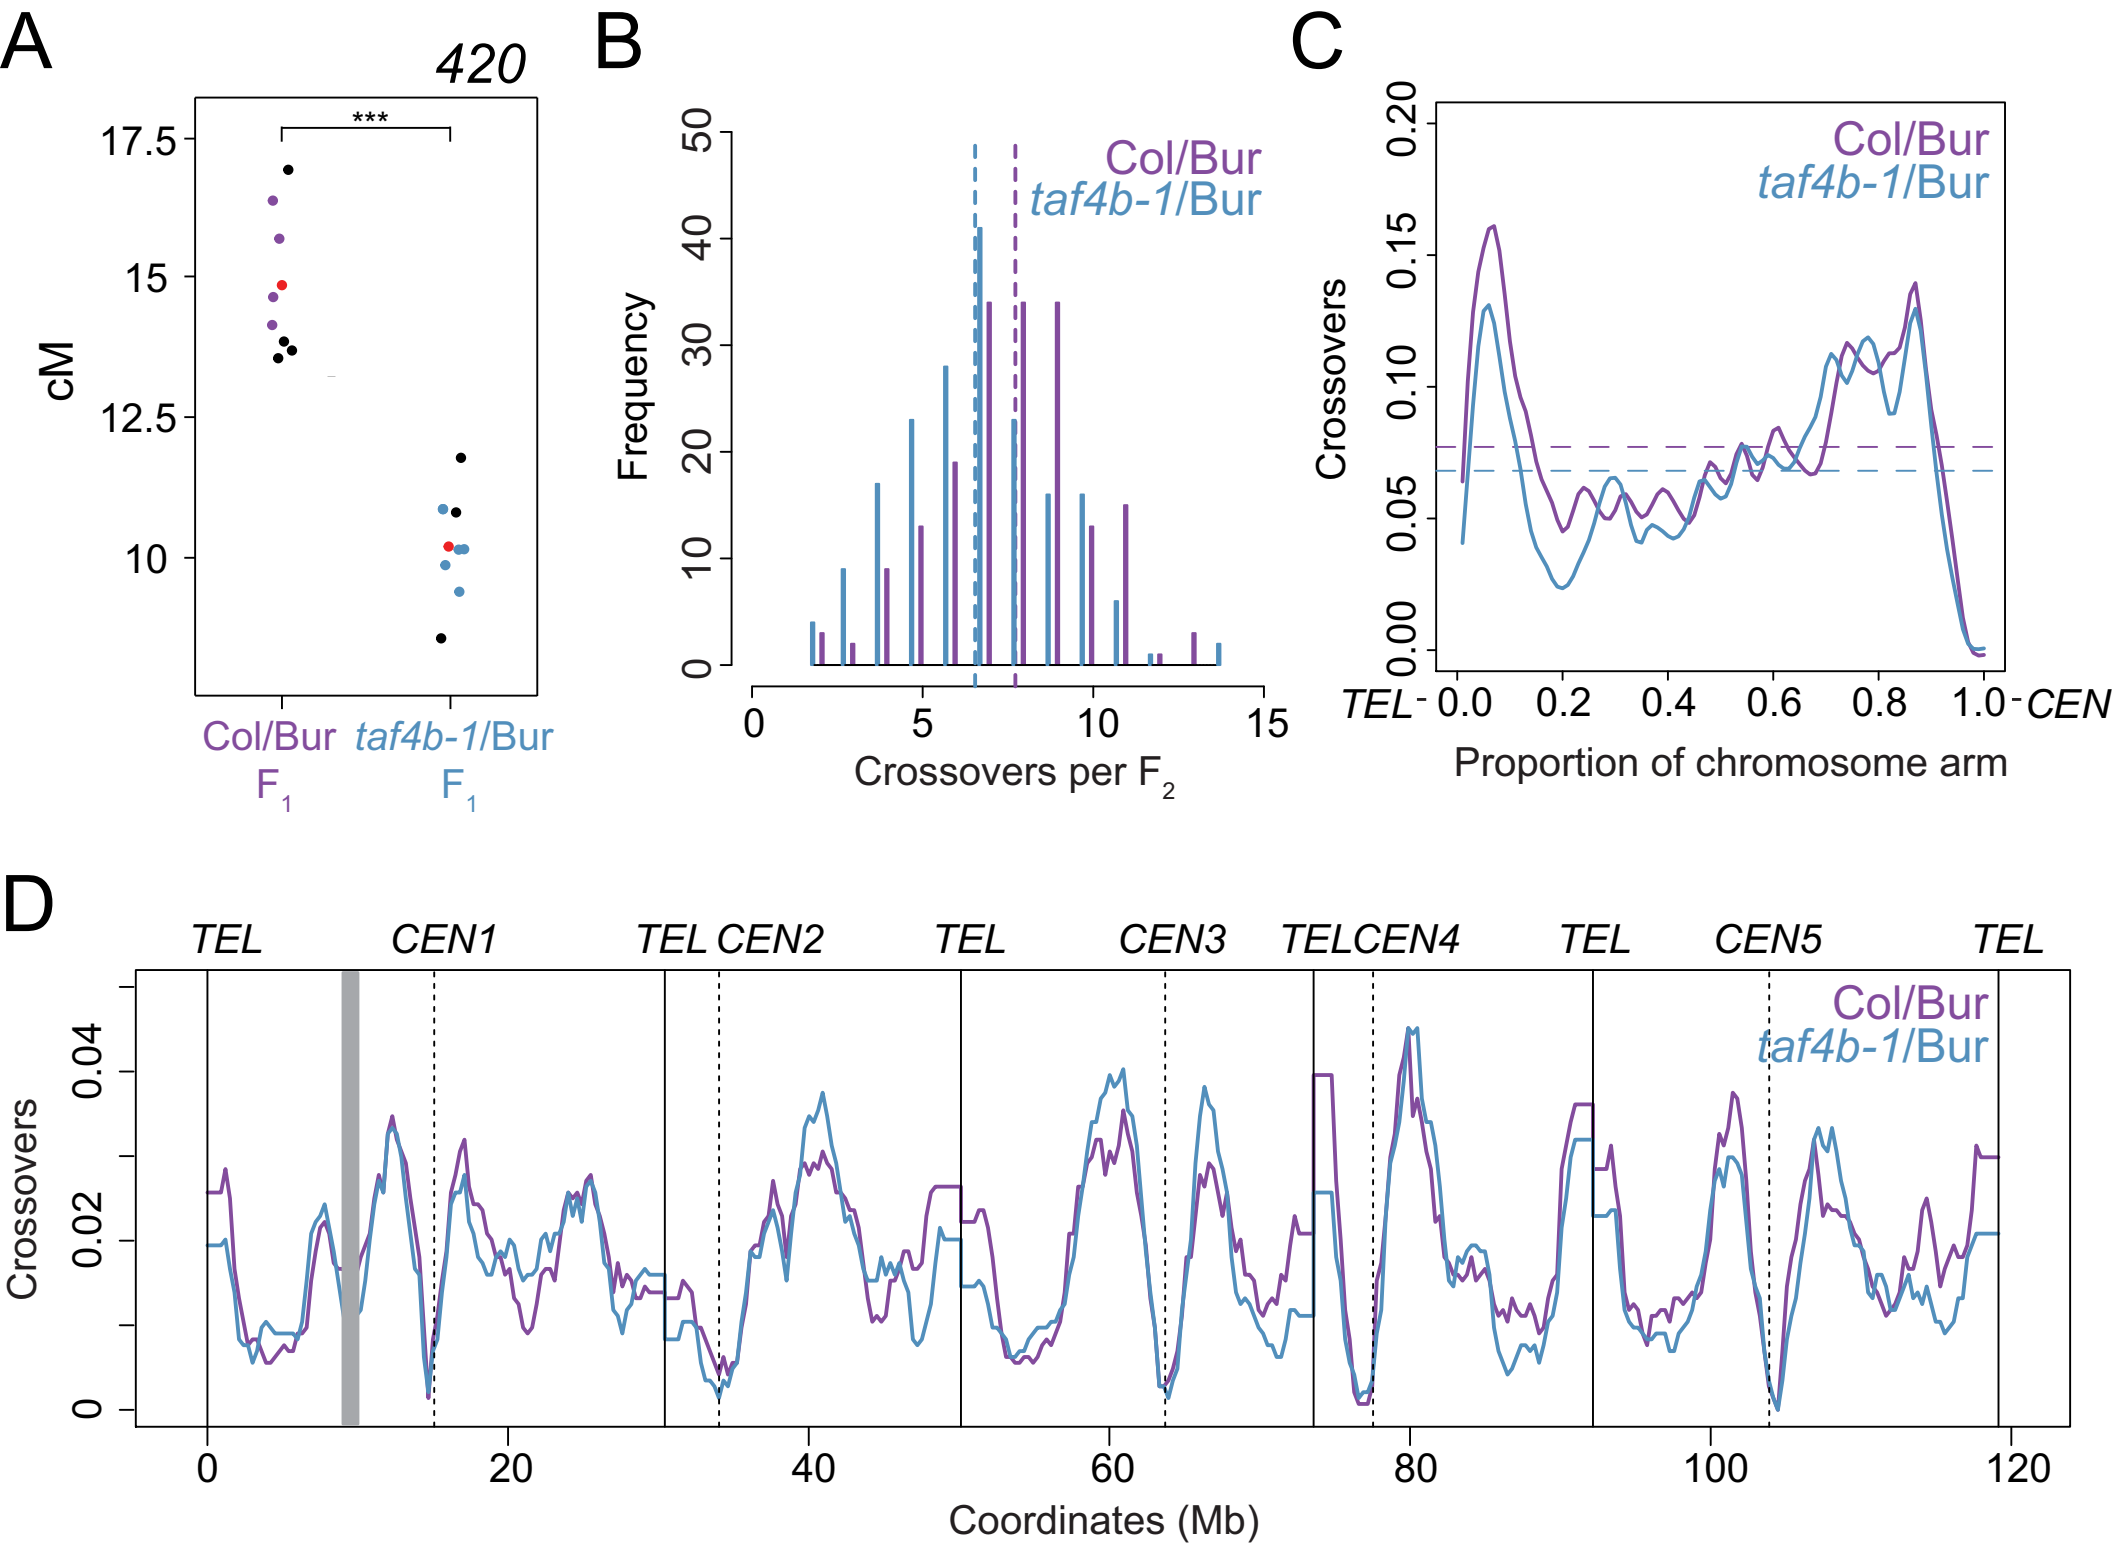 A
420
***
17.5
15
12.5
10
cM
Col/Bur taf4b-1/Bur
F1 F1
B
50
40
30
20
10
0
Frequency
Col/Bur
taf4b-1/Bur
0 5 10 15
Crossovers per F2
C
0.20
0.15
0.10
0.05
0.00
Crossovers
Col/Bur
taf4b-1/Bur
TEL-0.0 0.2 0.4 0.6 0.8 1.0-CEN
Proportion of chromosome arm
D
TEL CEN1 TEL CEN2 TEL CEN3 TEL CEN4 TEL CEN5 TEL
0.04
0.02
0
Crossovers
Col/Bur
taf4b-1/Bur
0 20 40 60 80 100 120
Coordinates (Mb)